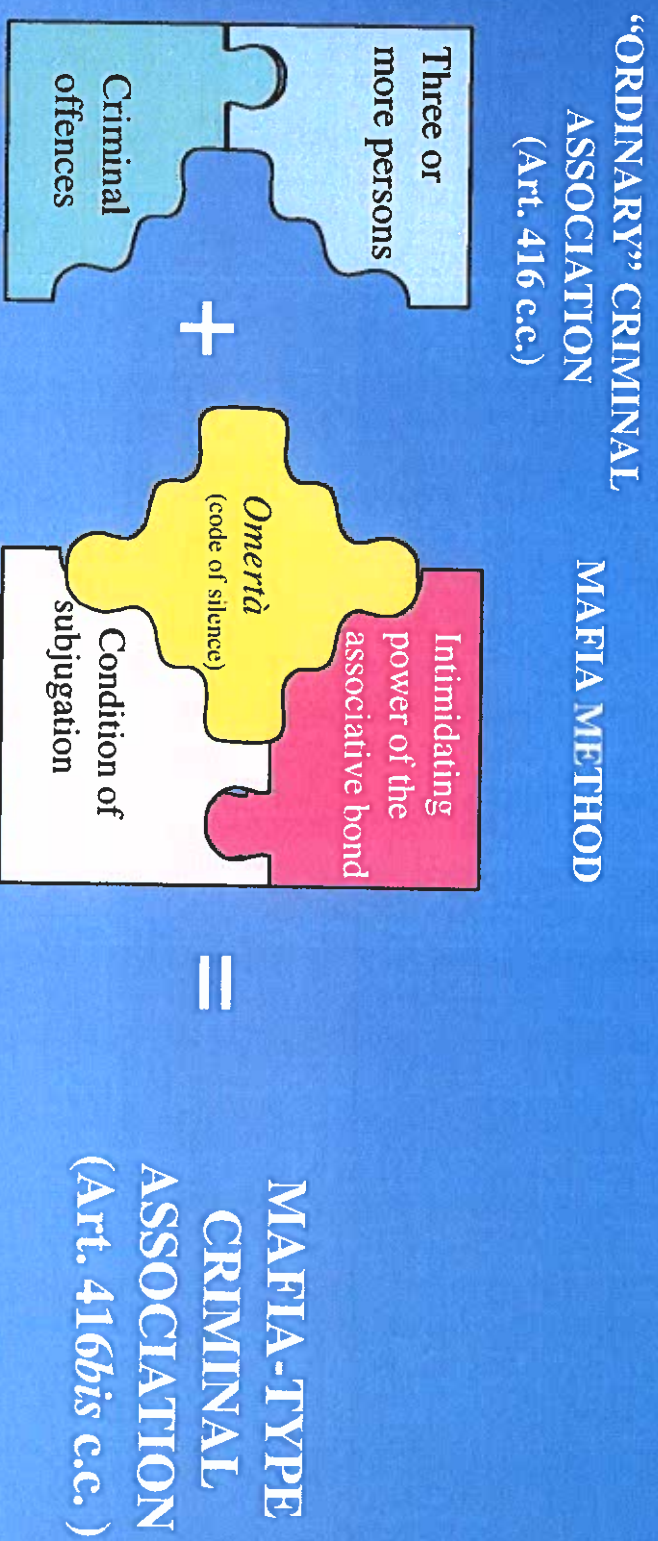 “ORDINARY” CRIMINAL
ASSOCIATION
(Art. 416 c.c.)
Three or
more persons
Criminal
offences
+
MAFIA METHOD
Intimidating
power of the
associative bond
Omertà
(code of silence)
Condition of
subjugation
=
MAFIA-TYPE
CRIMINAL
ASSOCIATION
(Art. 416bis c.c. )